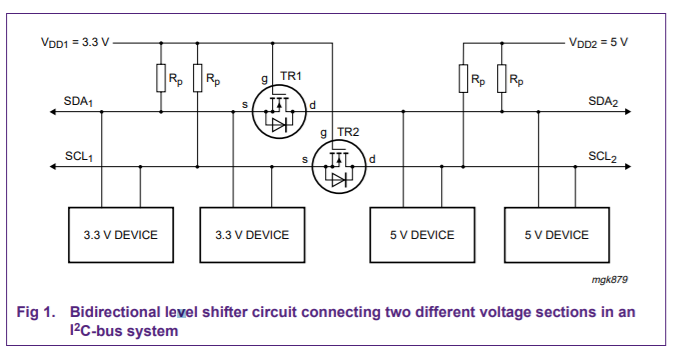 VDD1 = 3.3 V
VDD2 = 5 V
Rp
Rp
g
TR1
Rp
Rp
SDA1
s
d
SDA2
g
TR2
SCL1
s
d
SCL2
3.3 V DEVICE
3.3 V DEVICE
5 V DEVICE
5 V DEVICE
mgk879
Fig 1. Bidirectional level shifter circuit connecting two different voltage sections in an
I2C-bus system